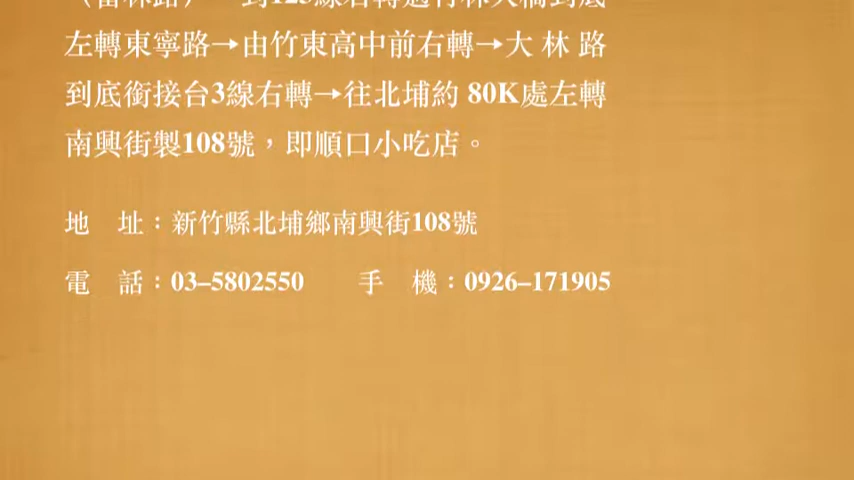 左轉東寧路→由竹東高中前右轉→大 林 路
到底銜接台3線右轉→往北埔約 80K處左轉
南興街製108號，即順口小吃店。
地　址：新竹縣北埔鄉南興街108號
電　話：03–5802550　　手　機：0926–171905